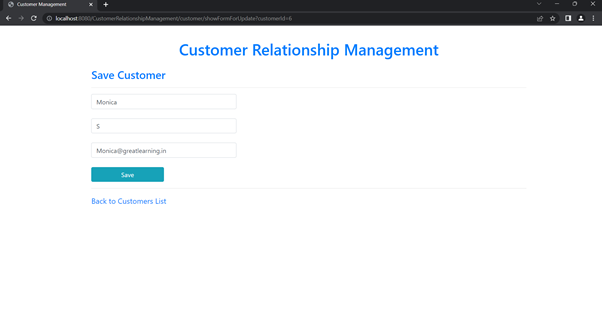 Customer Management
localhost:8080/CustomerRelationshipManagement/customer/showFormForUpdate?customerId=6
Customer Relationship Management
Save Customer
Monica
S
Monica@greatlearning.in
Save
Back to Customers List